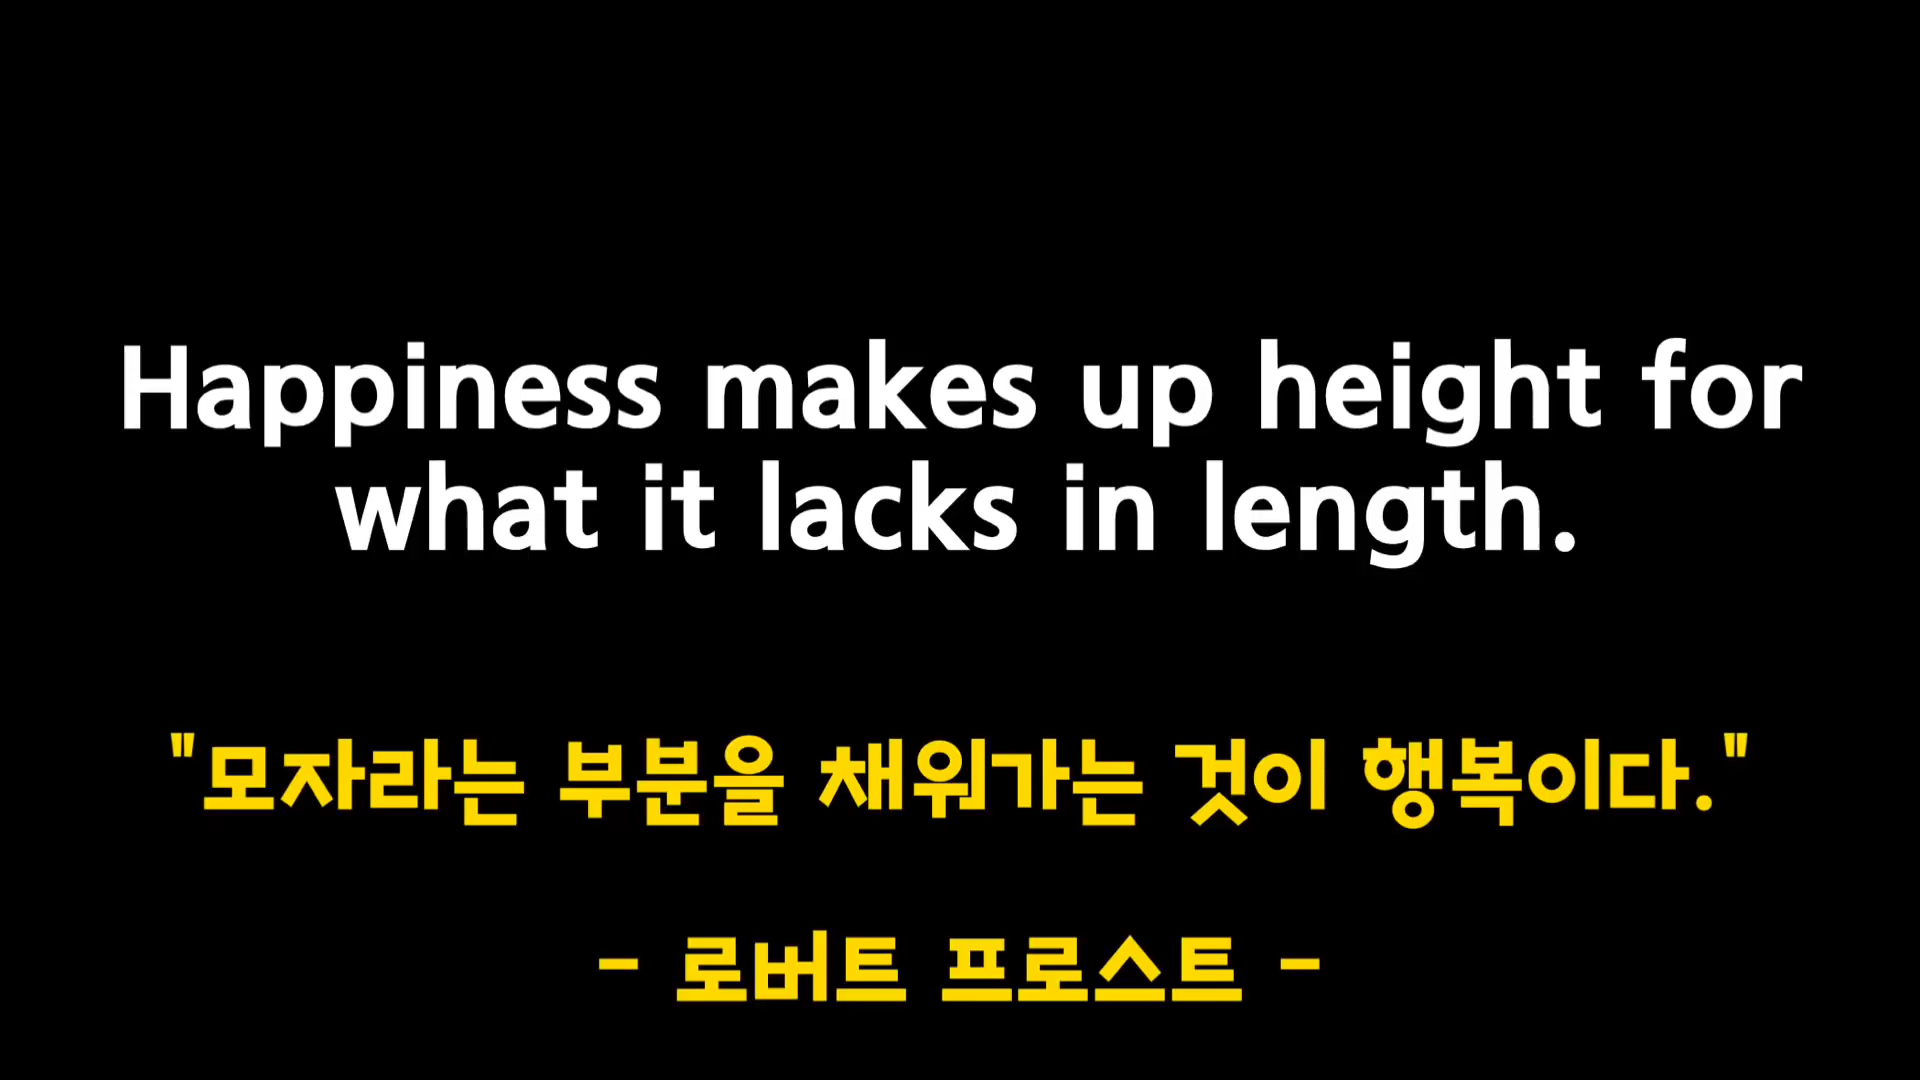 Happiness makes up height for
what it lacks in length.
"모자라는 부분을 채워가는 것이 행복이다."
- 로버트 프로스트 -